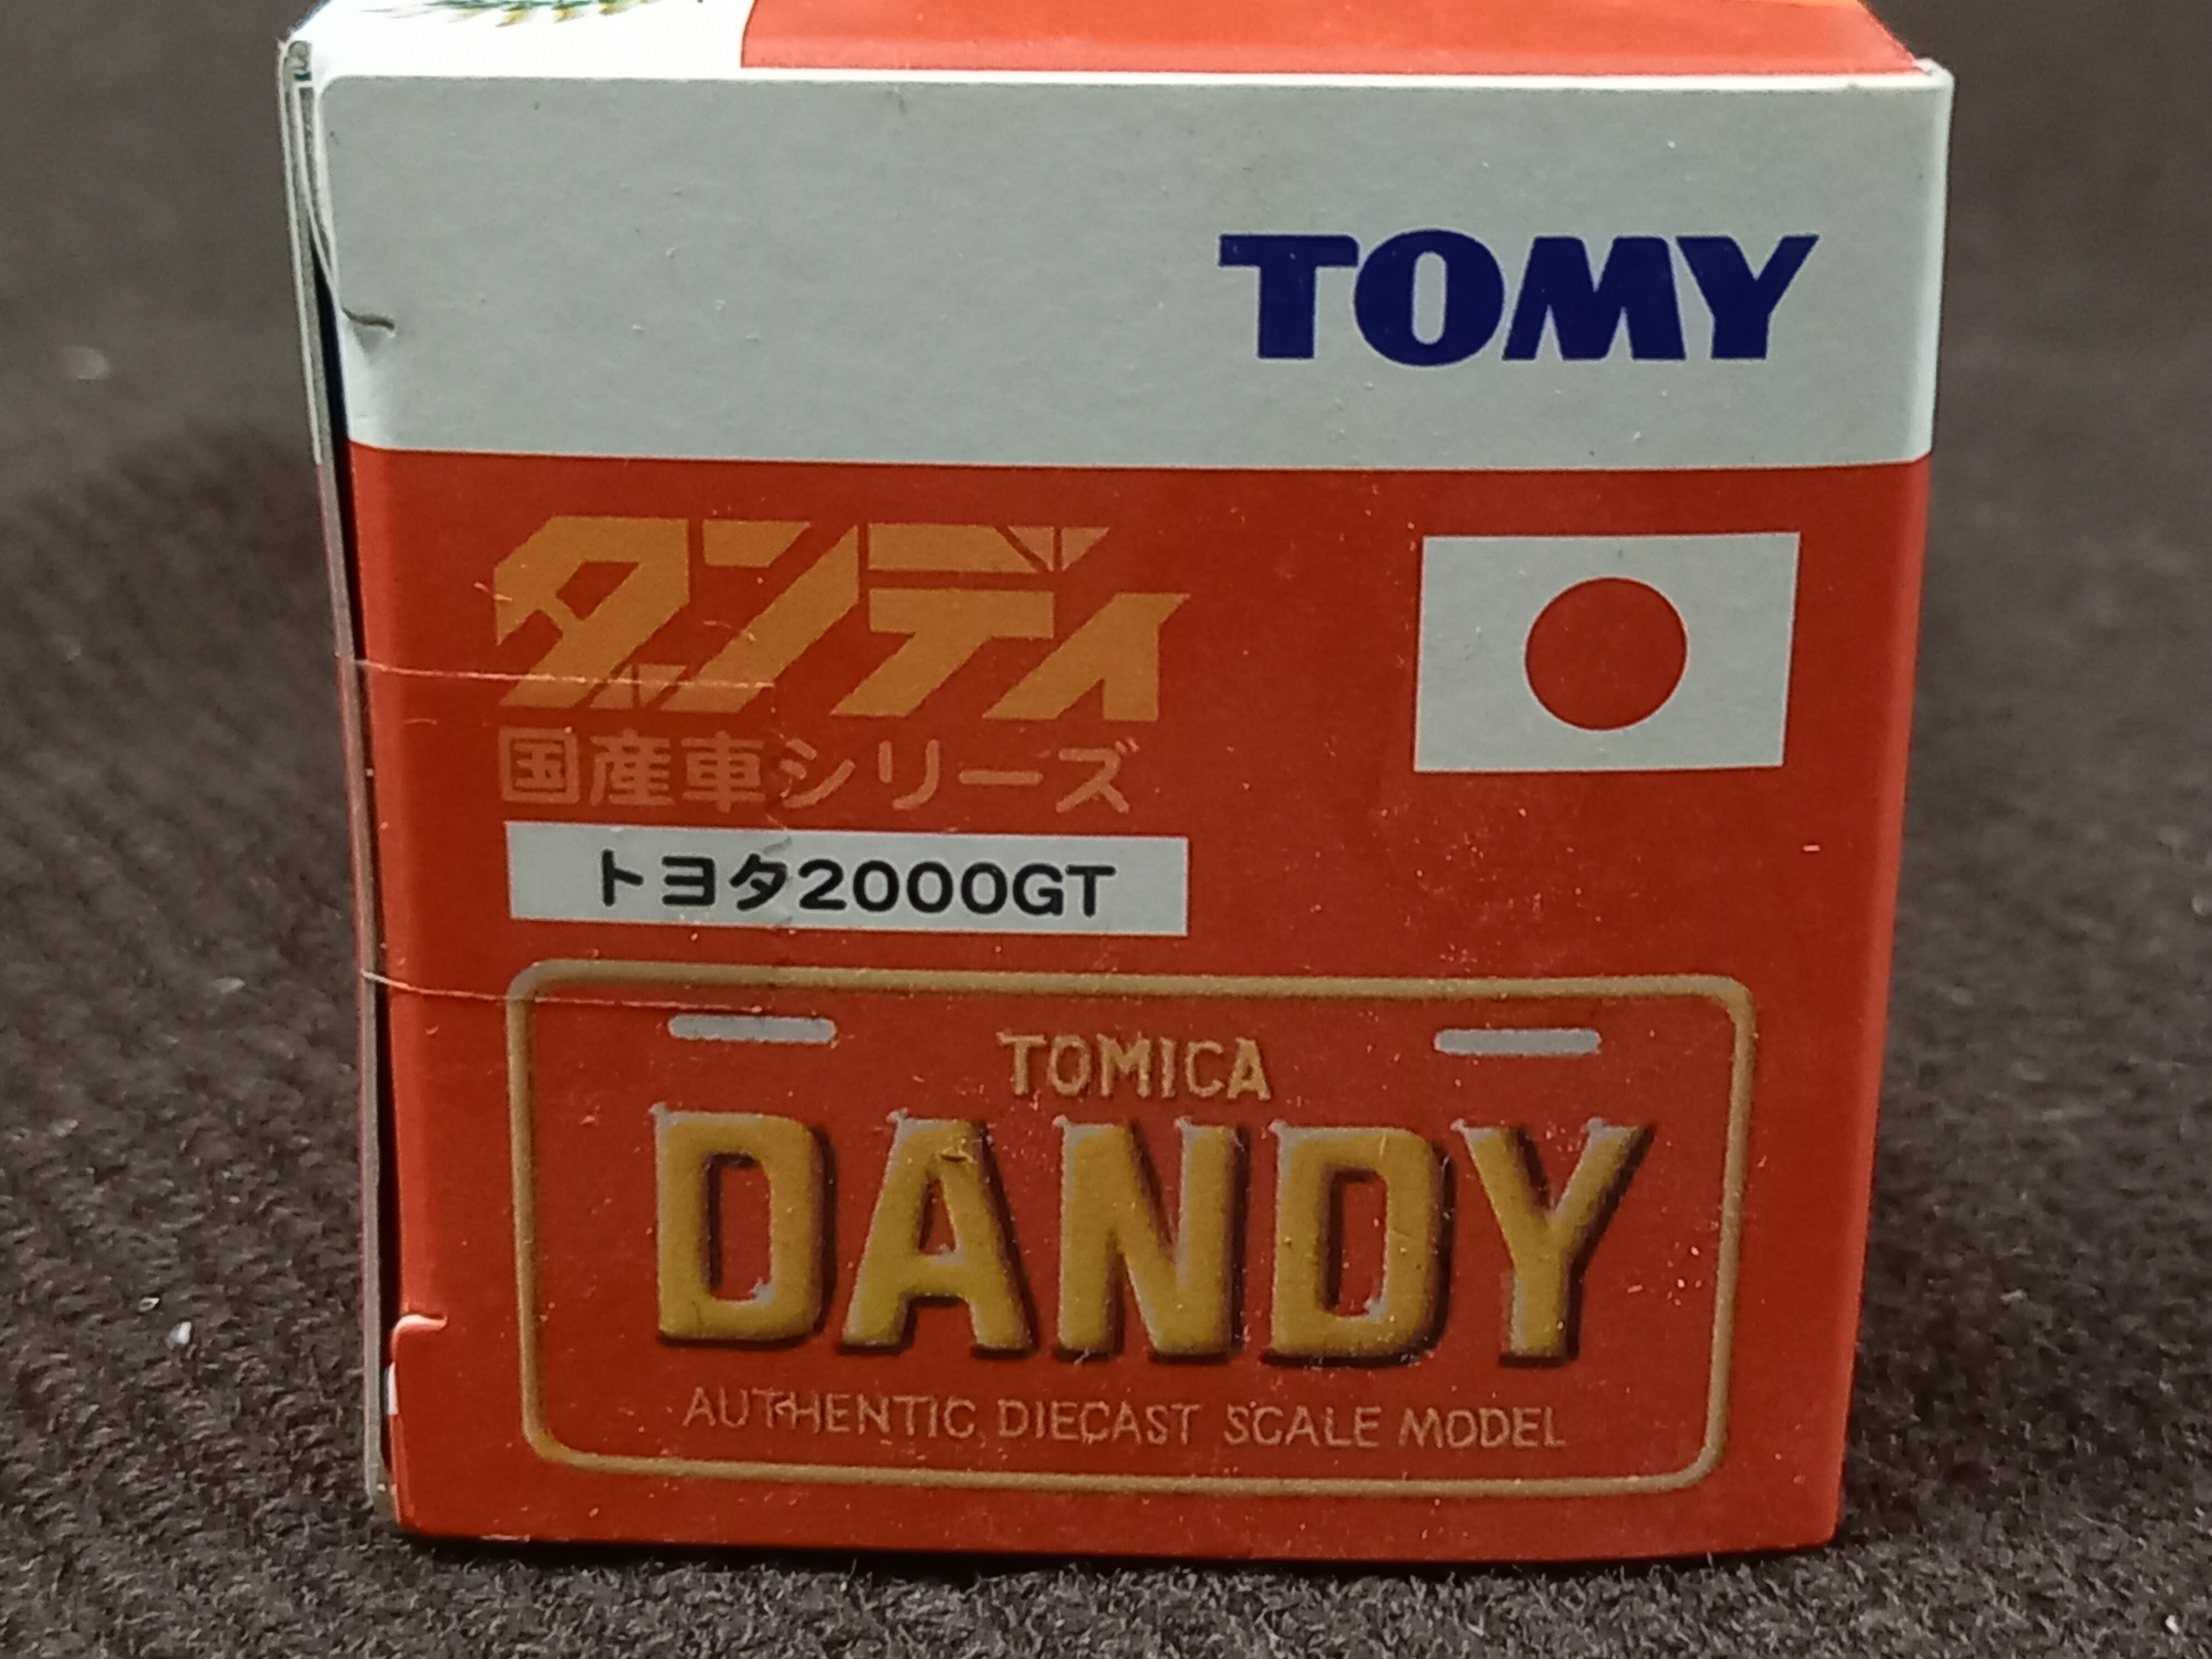 TOMY
ダンディ
国産車シリーズ
トヨタ2000GT
TOMICA
DANDY
AUTHENTIC DIECAST SCALE MODEL